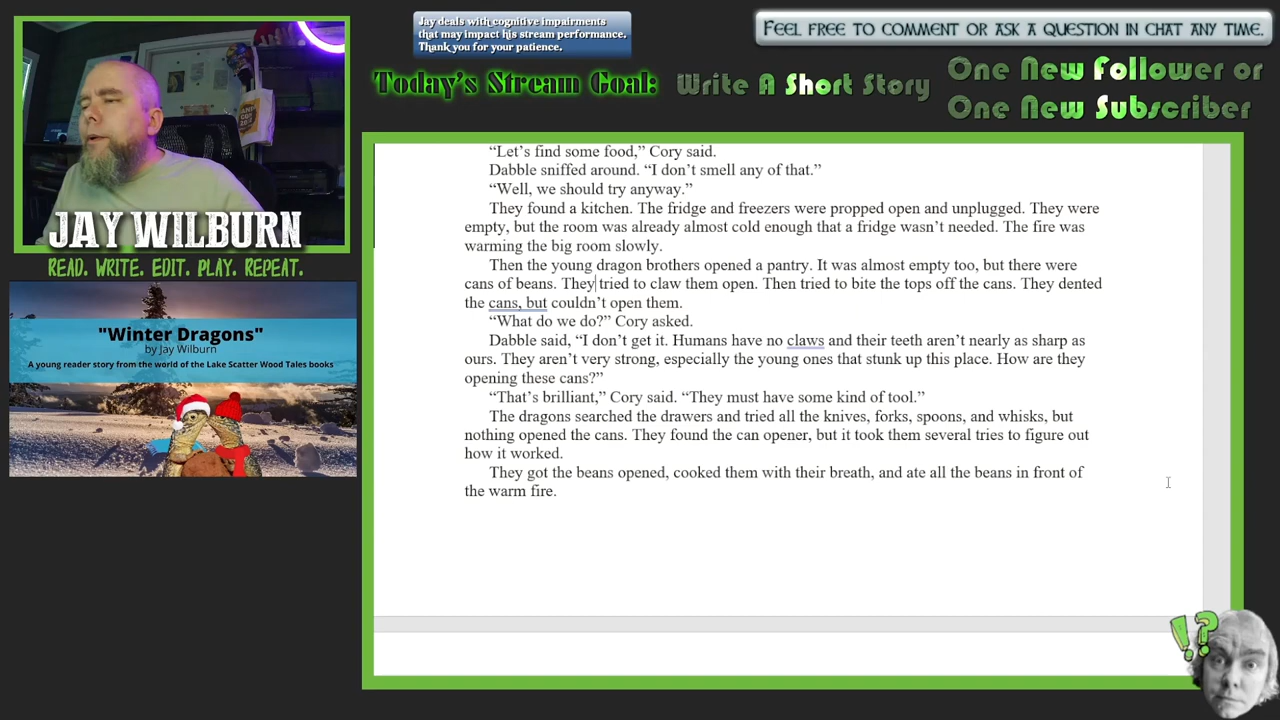 Jay deals with cognitive impairments
that may impact his stream performance.
Thank you for your patience.
FEEL FREE TO COMMENT OR ASK A QUESTION IN CHAT ANY TIME.
Today's Stream Goal:
Write A Short Story
One New Follower or
One New Subscriber
JAY WILBURN
READ. WRITE. EDIT. PLAY. REPEAT.
"Winter Dragons"
by Jay Wilburn
A young reader story from the world of the Lake Scatter Wood Tales books
“Let’s find some food,” Cory said.
Dabble sniffed around. “I don’t smell any of that.”
“Well, we should try anyway.”
They found a kitchen. The fridge and freezers were propped open and unplugged. They were
empty, but the room was already almost cold enough that a fridge wasn’t needed. The fire was
warming the big room slowly.
Then the young dragon brothers opened a pantry. It was almost empty too, but there were
cans of beans. They tried to claw them open. Then tried to bite the tops off the cans. They dented
the cans, but couldn’t open them.
“What do we do?” Cory asked.
Dabble said, “I don’t get it. Humans have no claws and their teeth aren’t nearly as sharp as
ours. They aren’t very strong, especially the young ones that stunk up this place. How are they
opening these cans?”
“That’s brilliant,” Cory said. “They must have some kind of tool.”
The dragons searched the drawers and tried all the knives, forks, spoons, and whisks, but
nothing opened the cans. They found the can opener, but it took them several tries to figure out
how it worked.
They got the beans opened, cooked them with their breath, and ate all the beans in front of
the warm fire.
!?